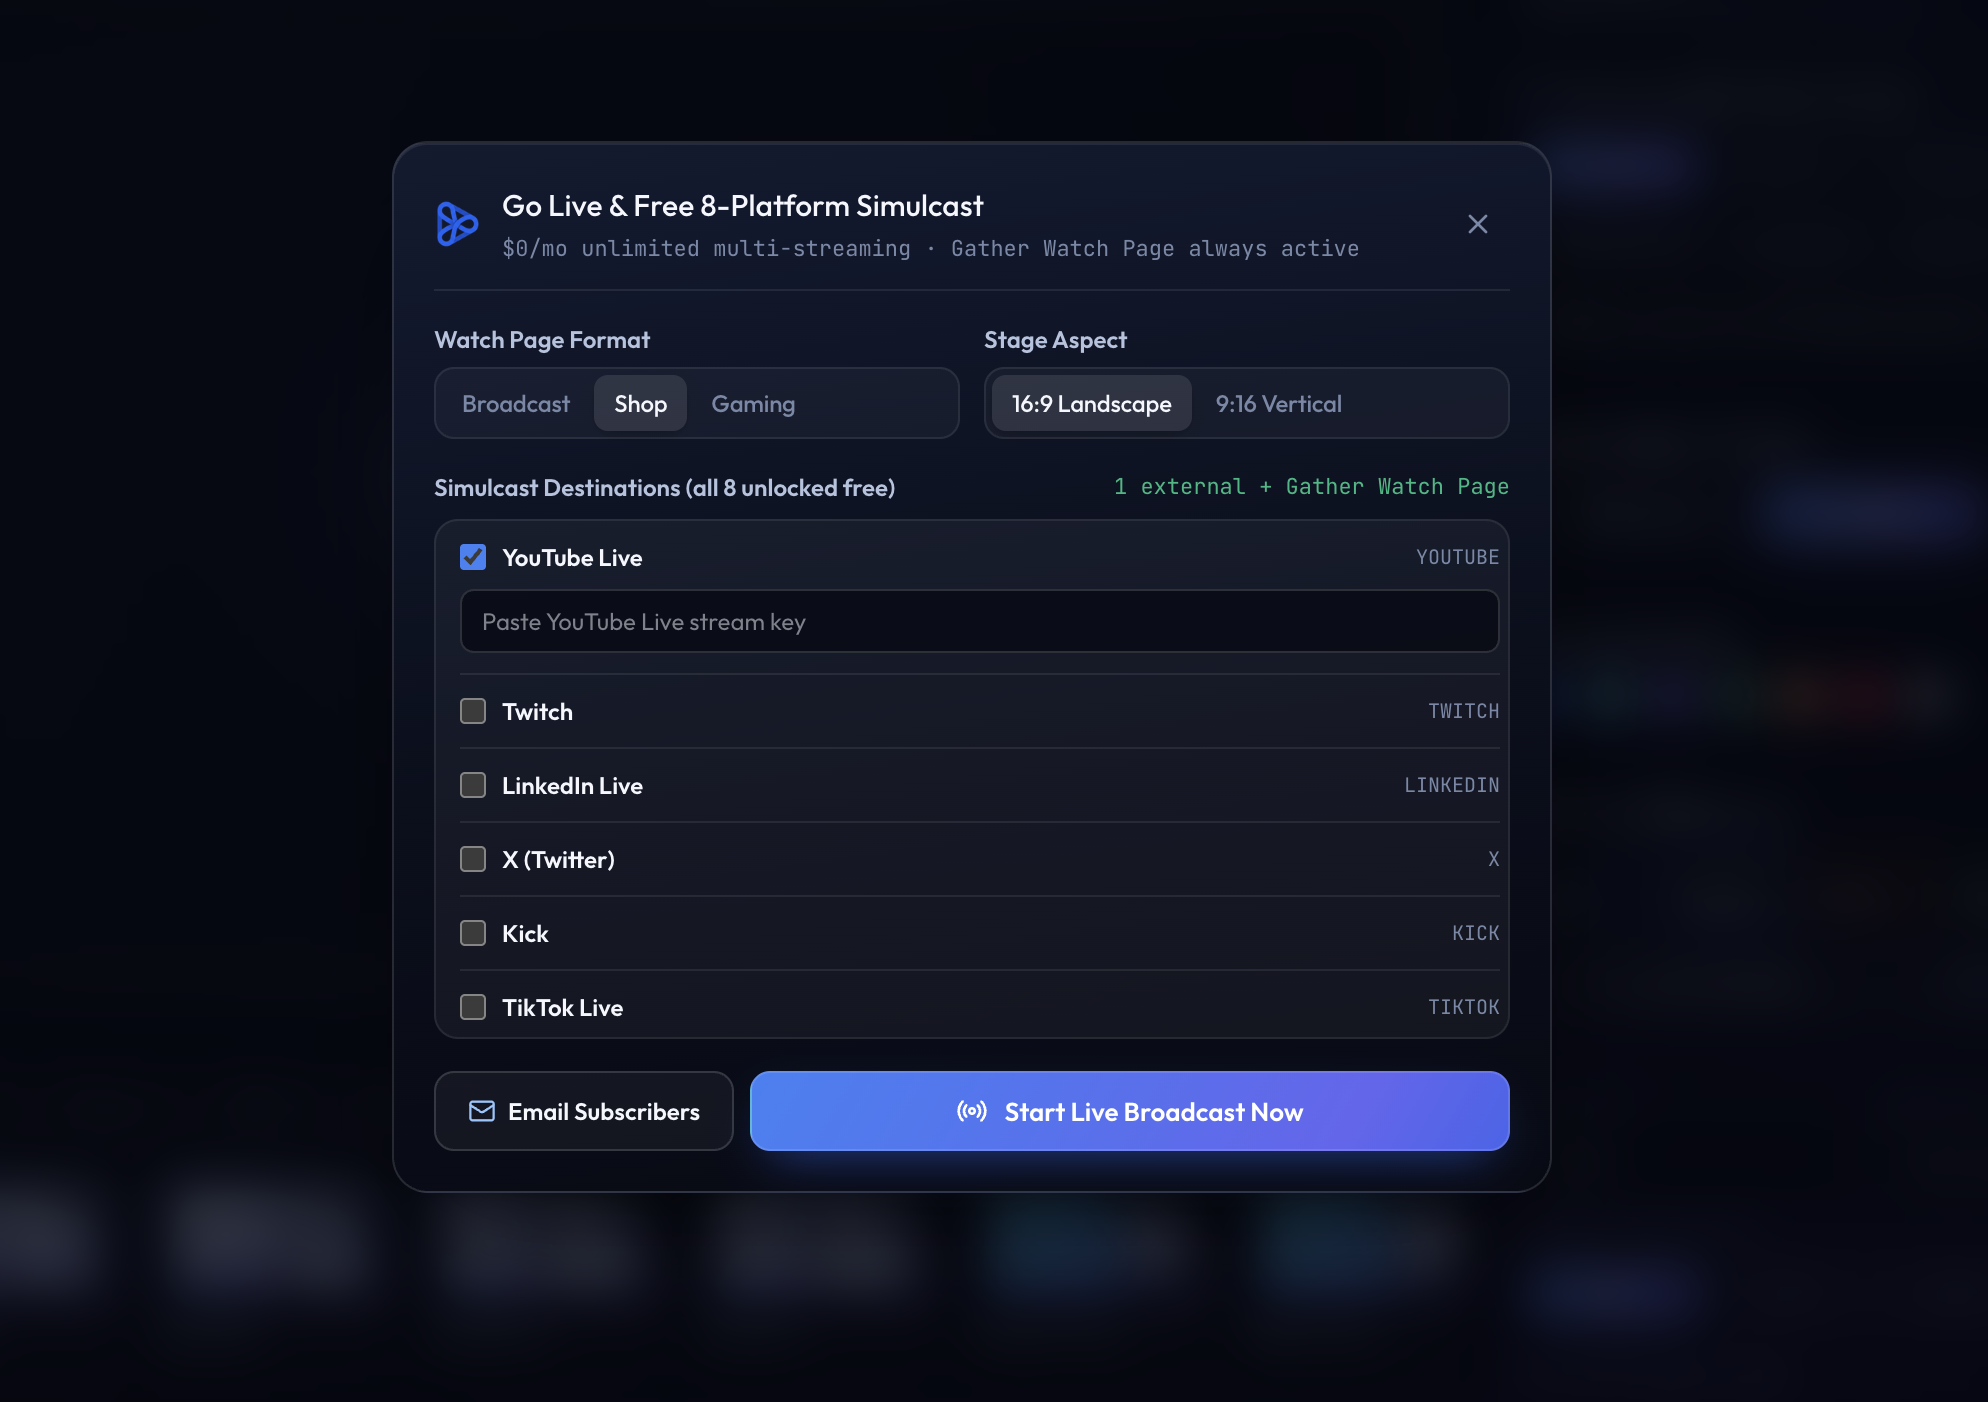 Go Live & Free 8-Platform Simulcast
$0/mo unlimited multi-streaming · Gather Watch Page always active
Watch Page Format
Stage Aspect
Broadcast Shop Gaming
16:9 Landscape 9:16 Vertical
Simulcast Destinations (all 8 unlocked free)
1 external + Gather Watch Page
YouTube Live YOUTUBE
Paste YouTube Live stream key
Twitch TWITCH
LinkedIn Live LINKEDIN
X (Twitter) X
Kick KICK
TikTok Live TIKTOK
Email Subscribers
Start Live Broadcast Now